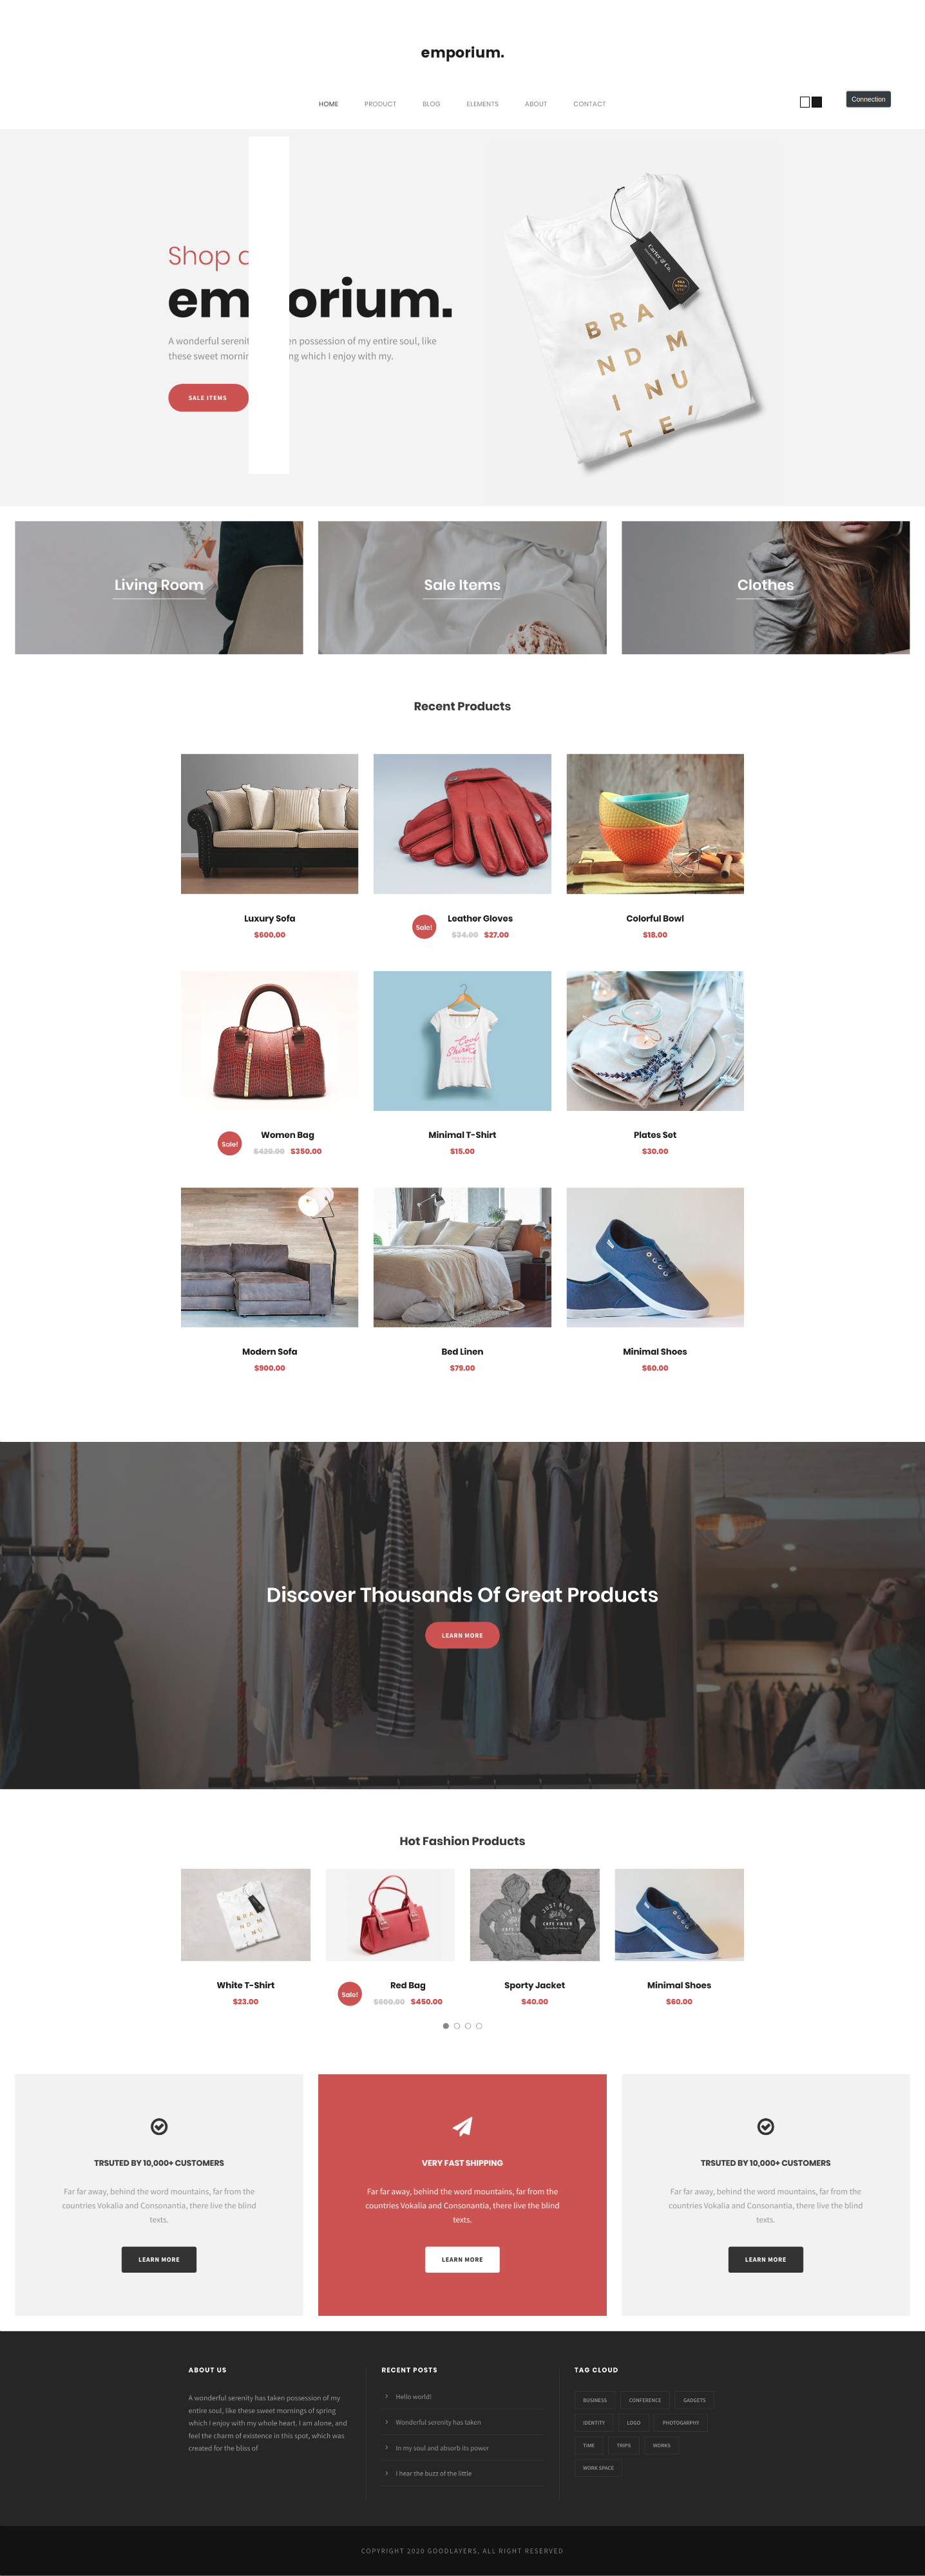 emporium.
HOME PRODUCT BLOG ELEMENTS ABOUT CONTACT
Connection
Shop
em orium.
A wonderful en possession of my entire soul, like
these sweet which I enjoy with my.
SALE ITEMS
Carter & Co.
BRA
ND M
I NU
TE
Living Room
Sale Items
Clothes
Recent Products
Luxury Sofa
$600.00
Sale!
Leather Gloves
$34.00 $27.00
Colorful Bowl
$18.00
Cool
Shirt
Sale!
Women Bag
$420.00 $350.00
Minimal T-Shirt
$15.00
Plates Set
$30.00
Modern Sofa
$900.00
Bed Linen
$79.00
Minimal Shoes
$60.00
Discover Thousands Of Great Products
LEARN MORE
Hot Fashion Products
BRA
ND M
I NU
JUST RIDE
CAFE RACER
White T-Shirt
$23.00
Sale!
Red Bag
$600.00 $450.00
Sporty Jacket
$40.00
Minimal Shoes
$60.00
TRSUTED BY 10,000+ CUSTOMERS
Far far away, behind the word mountains, far from the
countries Vokalia and Consonantia, there live the blind
texts.
LEARN MORE
VERY FAST SHIPPING
Far far away, behind the word mountains, far from the
countries Vokalia and Consonantia, there live the blind
texts.
LEARN MORE
TRSUTED BY 10,000+ CUSTOMERS
Far far away, behind the word mountains, far from the
countries Vokalia and Consonantia, there live the blind
texts.
LEARN MORE
ABOUT US
A wonderful serenity has taken possession of my
entire soul, like these sweet mornings of spring
which I enjoy with my whole heart. I am alone, and
feel the charm of existence in this spot, which was
created for the bliss of
RECENT POSTS
Hello world!
Wonderful serenity has taken
In my soul and absorb its power
I hear the buzz of the little
TAG CLOUD
BUSINESS CONFERENCE GADGETS
IDENTITY LOGO PHOTOGARPHY
TIME TRIPS WORKS
WORK SPACE
COPYRIGHT 2020 GOODLAYERS, ALL RIGHT RESERVED